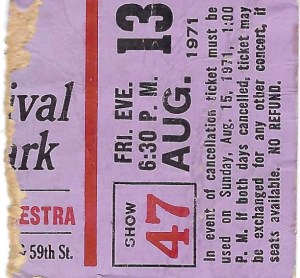 ival
ark
ESTRA
& 59th St.
SHOW
47
FRI. EVE.
6:30 P. M.
AUG.
13
1971
In event of cancellation ticket must be
used on Sunday, Aug. 15, 1971, 1:00
P. M. If both days cancelled, ticket may
be exchanged for any other concert, if
seats available. NO REFUND.